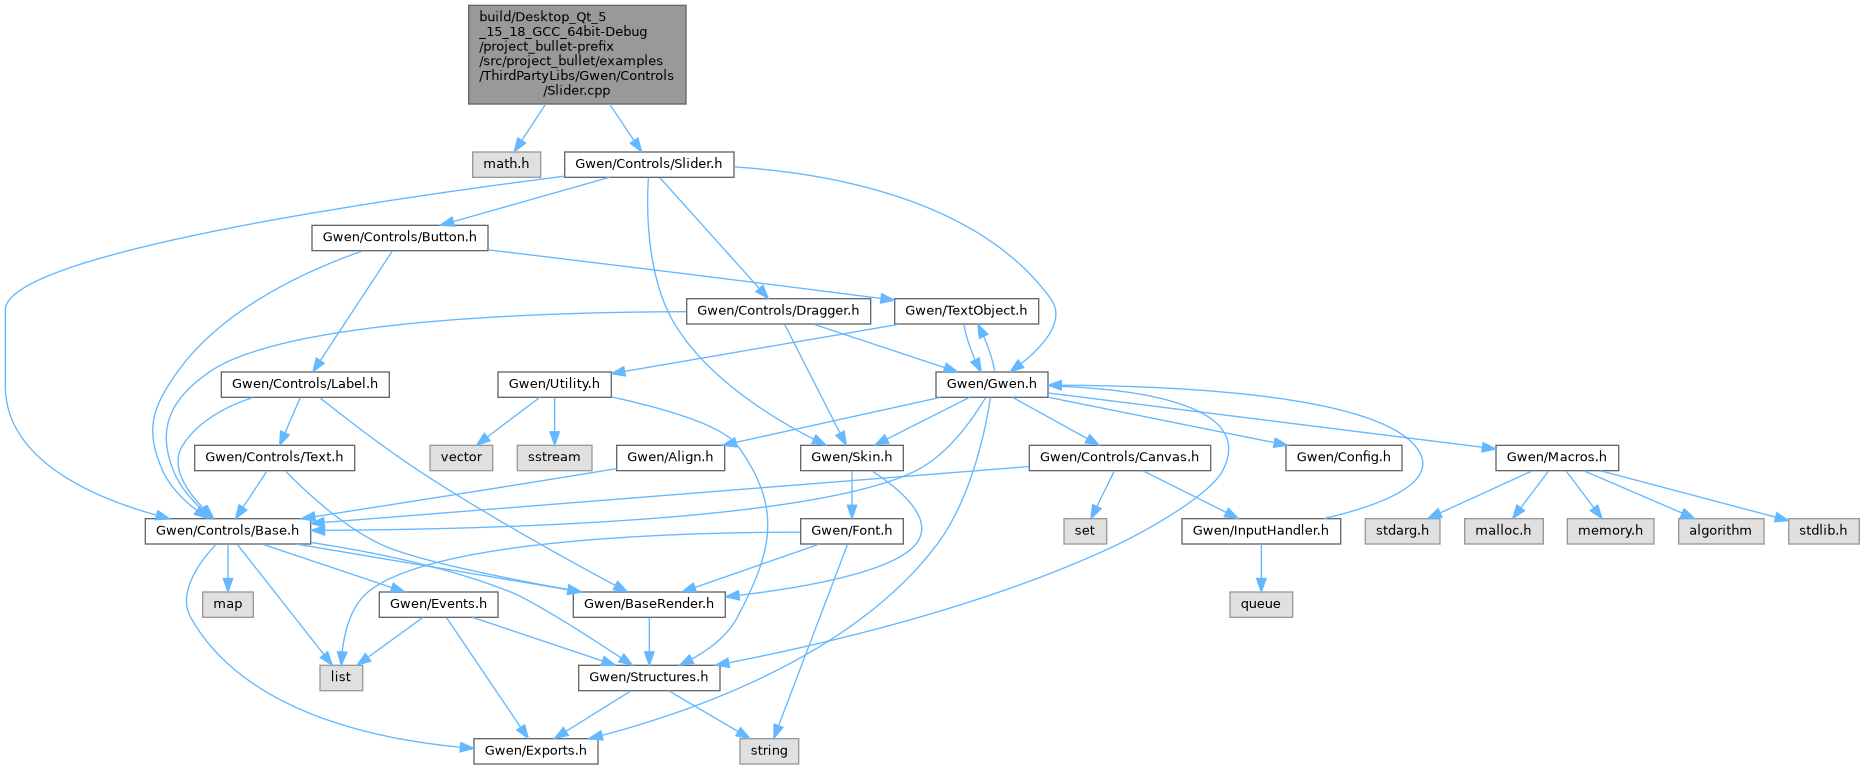 build/Desktop_Qt_5
_15_18_GCC_64bit-Debug
/project_bullet-prefix
/src/project_bullet/examples
/ThirdPartyLibs/Gwen/Controls
/Slider.cpp
math.h
Gwen/Controls/Slider.h
Gwen/Controls/Button.h
Gwen/Controls/Dragger.h
Gwen/TextObject.h
Gwen/Controls/Label.h
Gwen/Utility.h
Gwen/Gwen.h
Gwen/Controls/Text.h
vector
sstream
Gwen/Align.h
Gwen/Skin.h
Gwen/Controls/Canvas.h
Gwen/Config.h
Gwen/Macros.h
Gwen/Controls/Base.h
Gwen/Font.h
set
Gwen/InputHandler.h
stdarg.h
malloc.h
memory.h
algorithm
stdlib.h
map
Gwen/Events.h
Gwen/BaseRender.h
queue
list
Gwen/Structures.h
Gwen/Exports.h
string